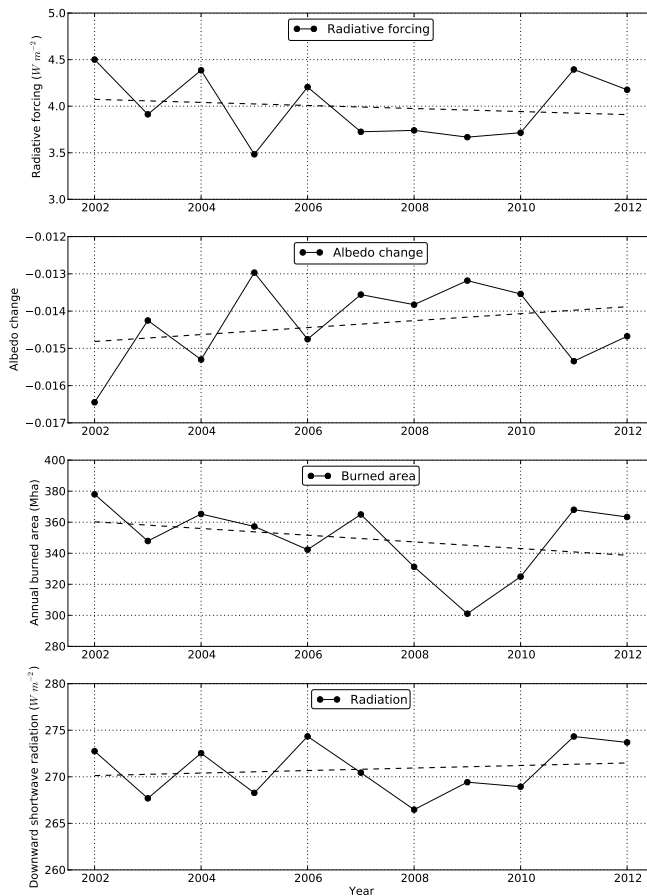 5.0
4.5
4.0
3.5
3.0
Radiative forcing (W m⁻²)
Radiative forcing
2002 2004 2006 2008 2010 2012
−0.012
−0.013
−0.014
−0.015
−0.016
−0.017
Albedo change
Albedo change
2002 2004 2006 2008 2010 2012
400
380
360
340
320
300
280
Annual burned area (Mha)
Burned area
2002 2004 2006 2008 2010 2012
280
275
270
265
260
Downward shortwave radiation (W m⁻²)
Radiation
2002 2004 2006 2008 2010 2012
Year